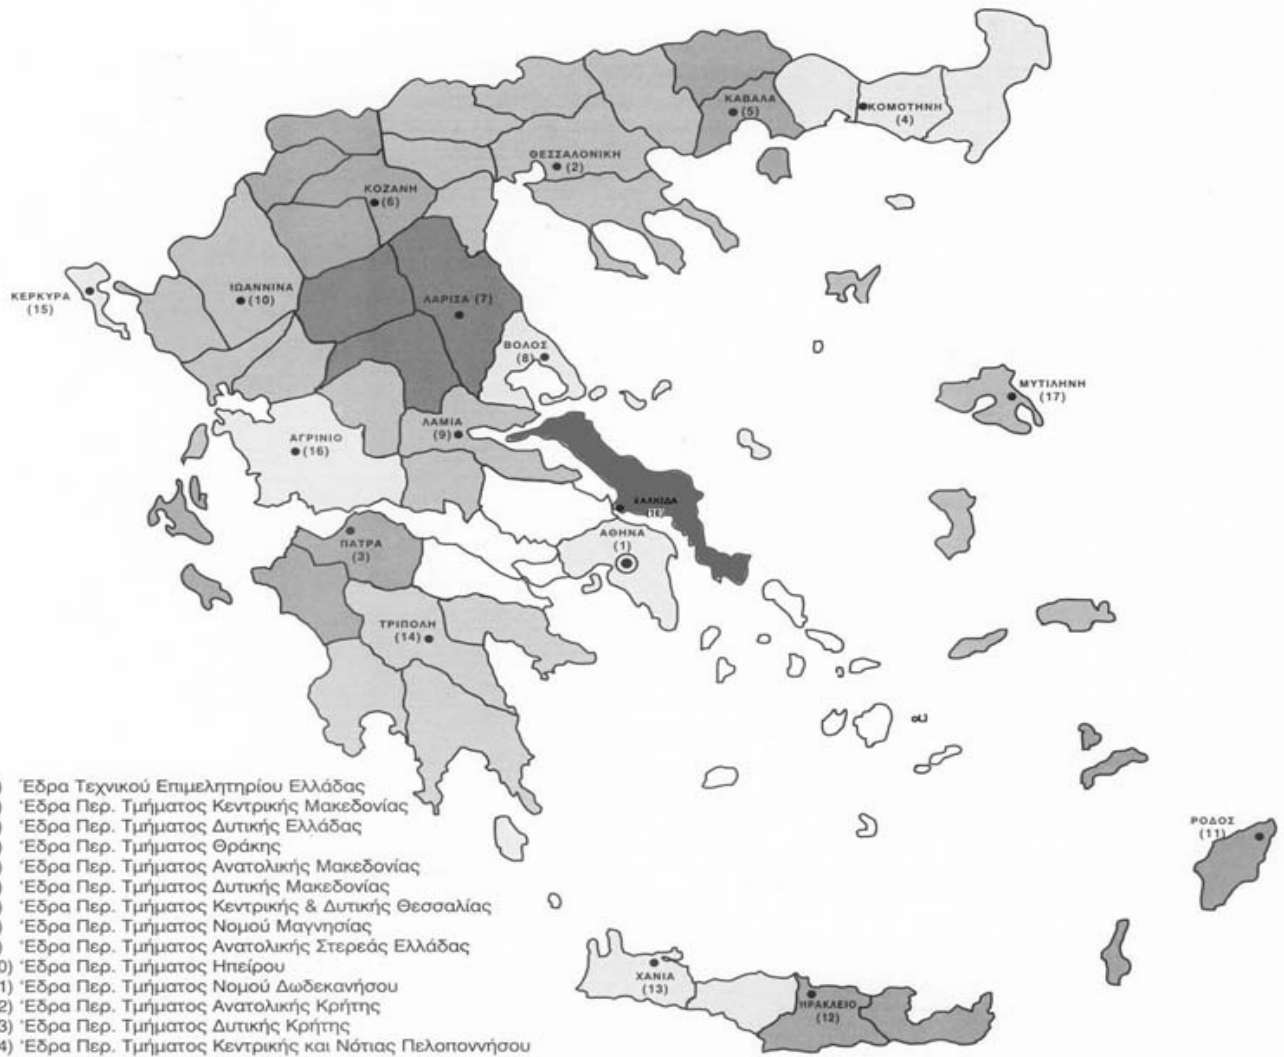 ΚΑΒΑΛΑ
(5)
ΚΟΜΟΤΗΝΗ
(4)
ΘΕΣΣΑΛΟΝΙΚΗ
(2)
ΚΟΖΑΝΗ
(6)
ΚΕΡΚΥΡΑ
(15)
ΙΩΑΝΝΙΝΑ
(10)
ΛΑΡΙΣΑ (7)
ΒΟΛΟΣ
(8)
ΜΥΤΙΛΗΝΗ
(17)
ΛΑΜΙΑ
(9)
ΑΓΡΙΝΙΟ
(16)
ΧΑΛΚΙΔΑ
ΑΘΗΝΑ
(1)
ΠΑΤΡΑ
(3)
ΤΡΙΠΟΛΗ
(14)
ΡΟΔΟΣ
(11)
ΧΑΝΙΑ
(13)
ΗΡΑΚΛΕΙΟ
(12)
) Έδρα Τεχνικού Επιμελητηρίου Ελλάδας
) Έδρα Περ. Τμήματος Κεντρικής Μακεδονίας
) Έδρα Περ. Τμήματος Δυτικής Ελλάδας
) Έδρα Περ. Τμήματος Θράκης
) Έδρα Περ. Τμήματος Ανατολικής Μακεδονίας
) Έδρα Περ. Τμήματος Δυτικής Μακεδονίας
) Έδρα Περ. Τμήματος Κεντρικής & Δυτικής Θεσσαλίας
) Έδρα Περ. Τμήματος Νομού Μαγνησίας
) Έδρα Περ. Τμήματος Ανατολικής Στερεάς Ελλάδας
0) Έδρα Περ. Τμήματος Ηπείρου
1) Έδρα Περ. Τμήματος Νομού Δωδεκανήσου
2) Έδρα Περ. Τμήματος Ανατολικής Κρήτης
3) Έδρα Περ. Τμήματος Δυτικής Κρήτης
4) Έδρα Περ. Τμήματος Κεντρικής και Νότιας Πελοποννήσου